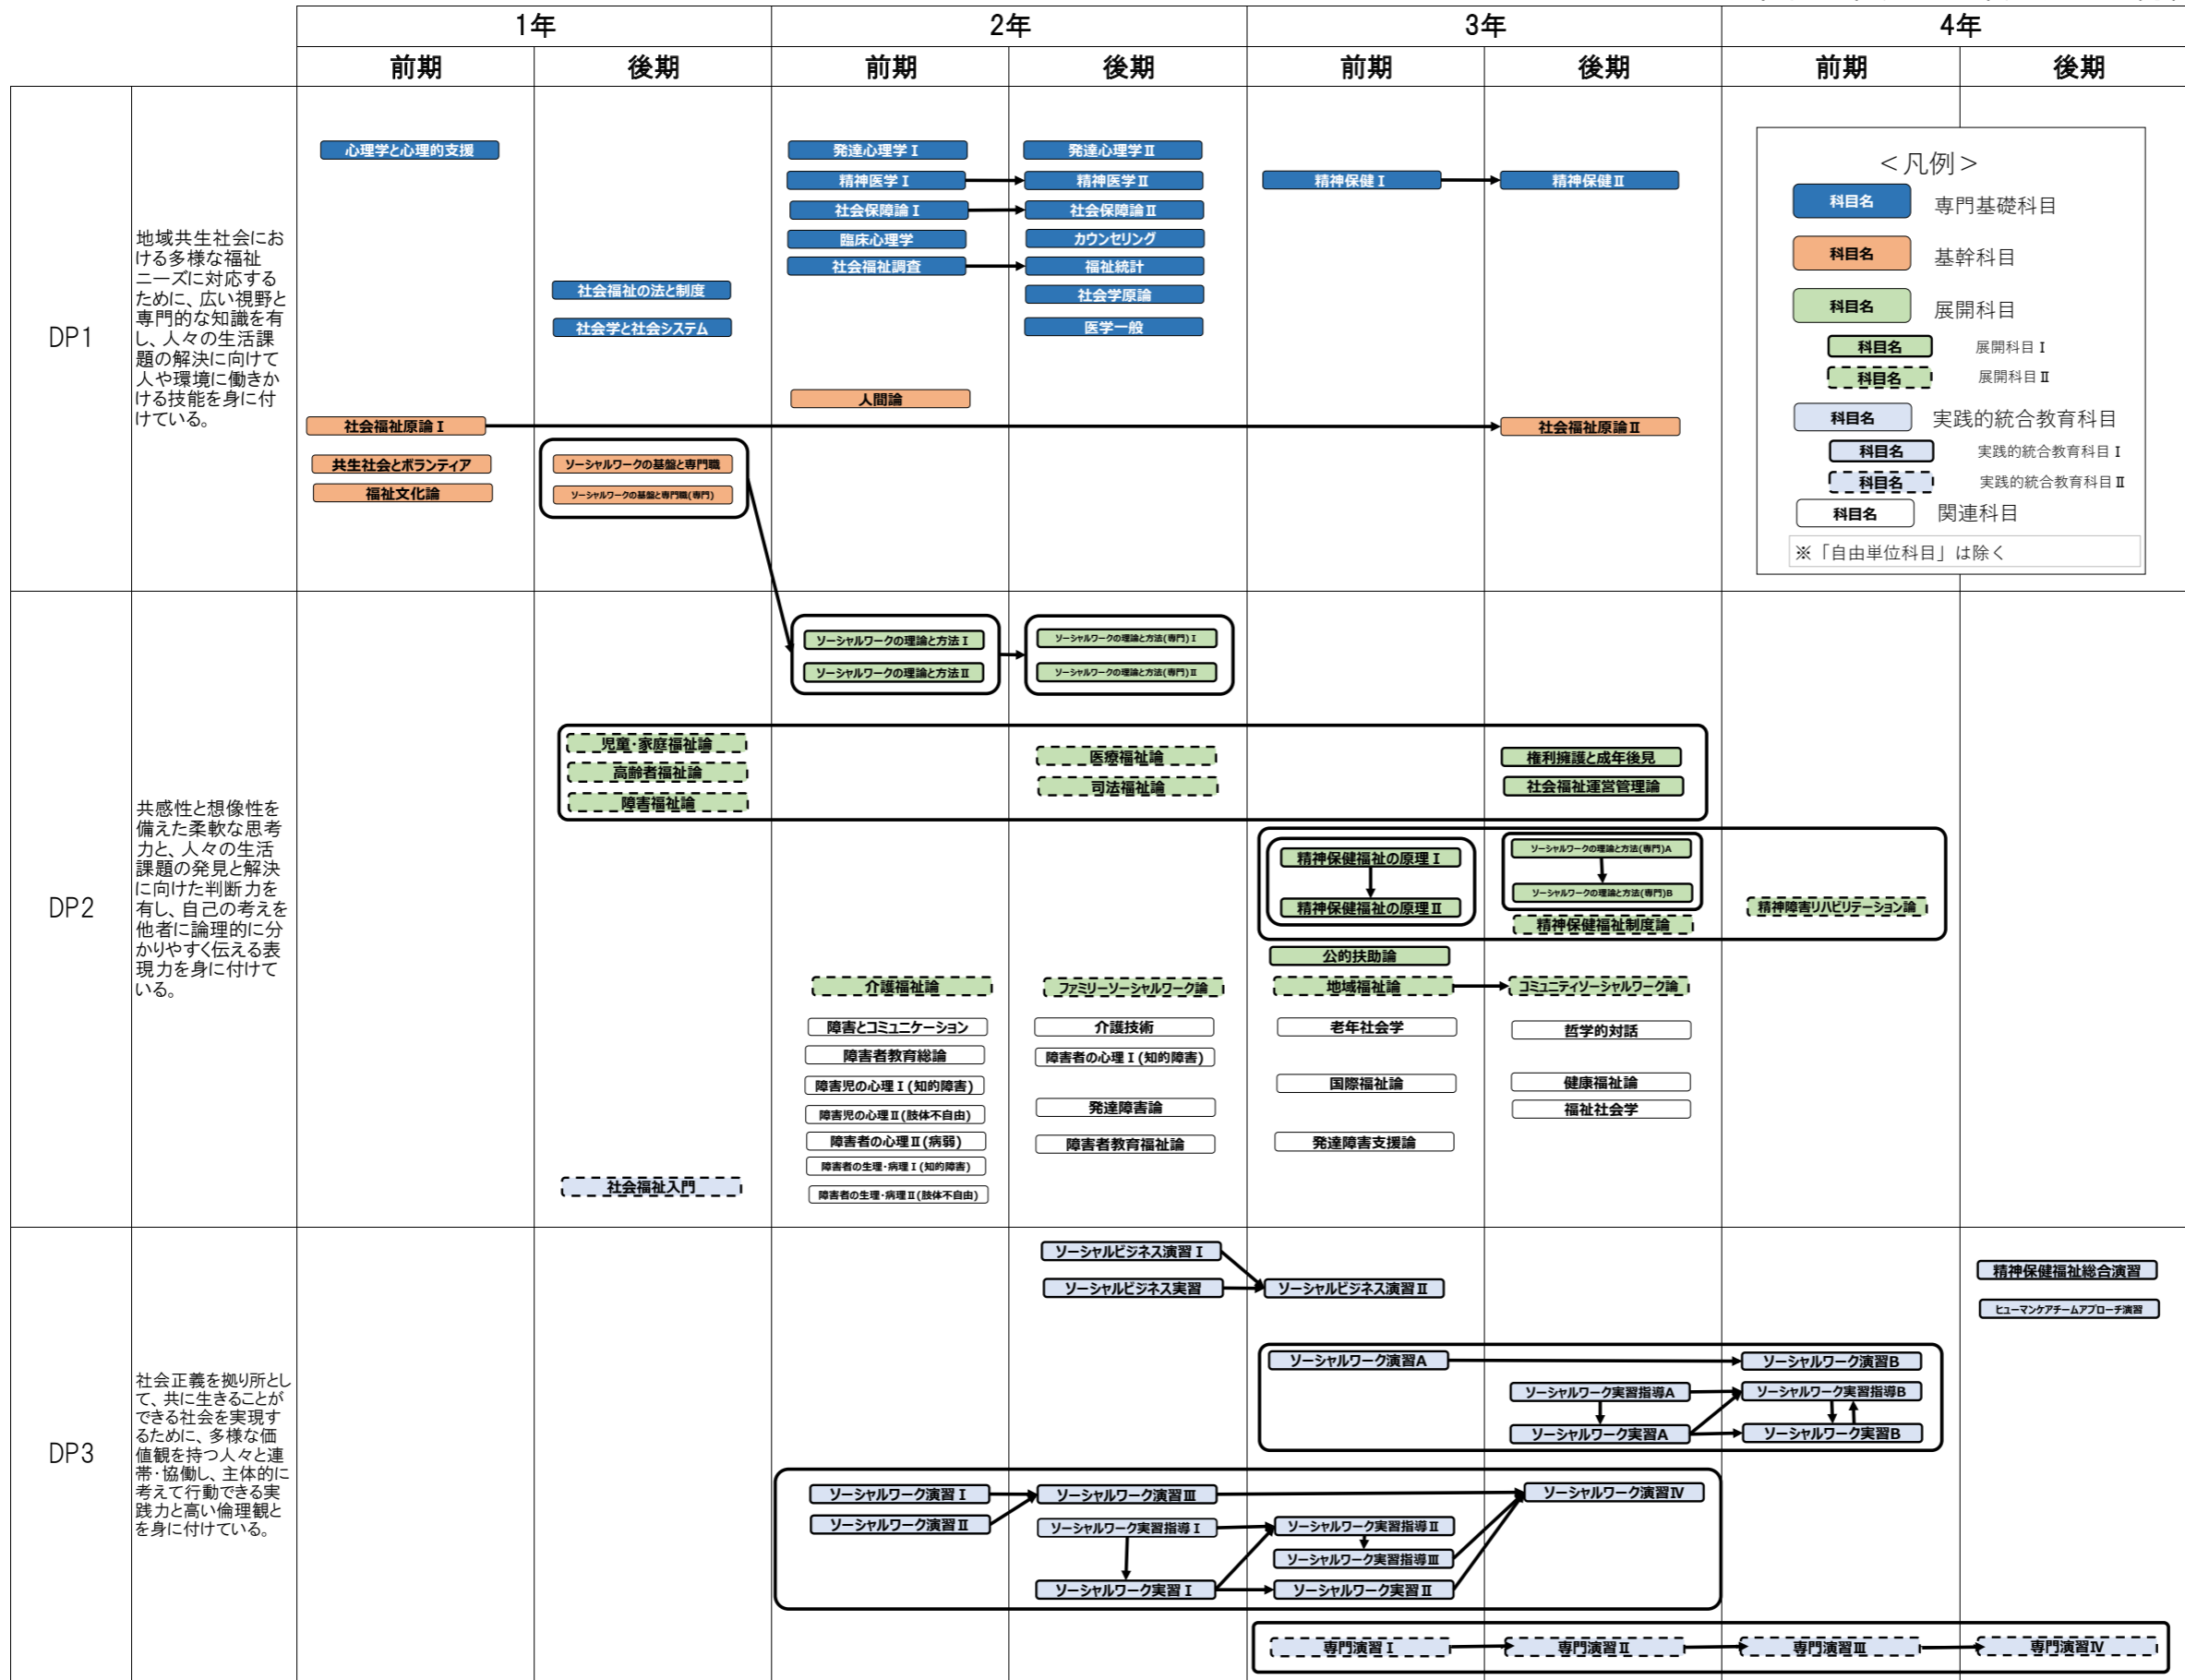 1年
2年
3年
4年
前期
後期
前期
後期
前期
後期
前期
後期
DP1
地域共生社会にお
ける多様な福祉
ニーズに対応する
ために、広い視野と
専門的な知識を有
し、人々の生活課
題の解決に向けて
人や環境に働きか
ける技能を身に付
けている。
心理学と心理的支援
社会福祉原論Ⅰ
共生社会とボランティア
福祉文化論
社会福祉の法と制度
社会学と社会システム
ソーシャルワークの基盤と専門職
ソーシャルワークの基盤と専門職(専門)
発達心理学Ⅰ
精神医学Ⅰ
社会保障論Ⅰ
臨床心理学
社会福祉調査
人間論
発達心理学Ⅱ
精神医学Ⅱ
社会保障論Ⅱ
カウンセリング
福祉統計
社会学原論
医学一般
精神保健Ⅰ
精神保健Ⅱ
社会福祉原論Ⅱ
＜凡例＞
科目名 専門基礎科目
科目名 基幹科目
科目名 展開科目
科目名 展開科目Ⅰ
科目名 展開科目Ⅱ
科目名 実践的統合教育科目
科目名 実践的統合教育科目Ⅰ
科目名 実践的統合教育科目Ⅱ
科目名 関連科目
※「自由単位科目」は除く
DP2
共感性と想像性を
備えた柔軟な思考
力と、人々の生活
課題の発見と解決
に向けた判断力を
有し、自己の考えを
他者に論理的に分
かりやすく伝える表
現力を身に付けて
いる。
児童・家庭福祉論
高齢者福祉論
障害福祉論
社会福祉入門
ソーシャルワークの理論と方法Ⅰ
ソーシャルワークの理論と方法Ⅱ
介護福祉論
障害とコミュニケーション
障害者教育総論
障害児の心理Ⅰ(知的障害)
障害児の心理Ⅱ(肢体不自由)
障害者の心理Ⅱ(病弱)
障害者の生理・病理Ⅰ(知的障害)
障害者の生理・病理Ⅱ(肢体不自由)
ソーシャルワークの理論と方法(専門)Ⅰ
ソーシャルワークの理論と方法(専門)Ⅱ
医療福祉論
司法福祉論
ファミリーソーシャルワーク論
介護技術
障害者の心理Ⅰ(知的障害)
発達障害論
障害者教育福祉論
精神保健福祉の原理Ⅰ
精神保健福祉の原理Ⅱ
公的扶助論
地域福祉論
老年社会学
国際福祉論
発達障害支援論
権利擁護と成年後見
社会福祉運営管理論
ソーシャルワークの理論と方法(専門)A
ソーシャルワークの理論と方法(専門)B
精神保健福祉制度論
コミュニティソーシャルワーク論
哲学的対話
健康福祉論
福祉社会学
精神障害リハビリテーション論
DP3
社会正義を拠り所とし
て、共に生きることが
できる社会を実現す
るために、多様な価
値観を持つ人々と連
帯・協働し、主体的に
考えて行動できる実
践力と高い倫理観と
を身に付けている。
ソーシャルビジネス演習Ⅰ
ソーシャルビジネス実習
ソーシャルビジネス演習Ⅱ
精神保健福祉総合演習
ヒューマンケアチームアプローチ演習
ソーシャルワーク演習A
ソーシャルワーク演習B
ソーシャルワーク実習指導A
ソーシャルワーク実習指導B
ソーシャルワーク実習A
ソーシャルワーク実習B
ソーシャルワーク演習Ⅰ
ソーシャルワーク演習Ⅲ
ソーシャルワーク演習Ⅳ
ソーシャルワーク演習Ⅱ
ソーシャルワーク実習指導Ⅰ
ソーシャルワーク実習指導Ⅱ
ソーシャルワーク実習指導Ⅲ
ソーシャルワーク実習Ⅰ
ソーシャルワーク実習Ⅱ
専門演習Ⅰ
専門演習Ⅱ
専門演習Ⅲ
専門演習Ⅳ